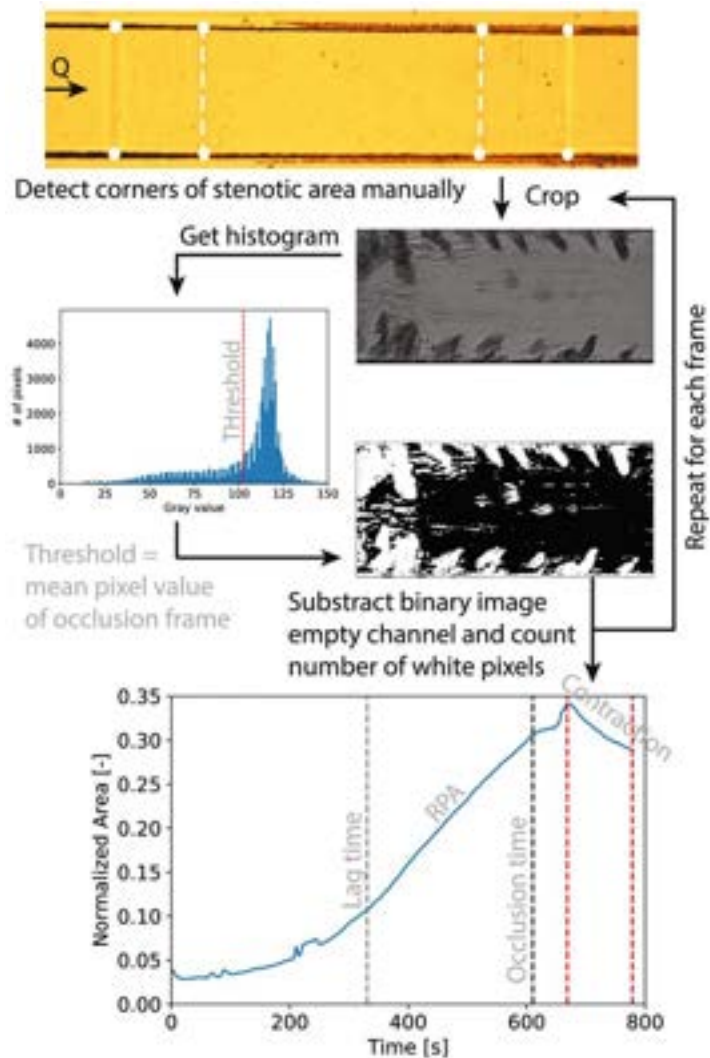 Q
Detect corners of stenotic area manually
Crop
Get histogram
Repeat for each frame
# of pixels
4000
3000
2000
1000
0
THreshold
0 25 50 75 100 125 150
Gray value
Threshold =
mean pixel value
of occlusion frame
Substract binary image
empty channel and count
number of white pixels
Normalized Area [-]
0.35
0.30
0.25
0.20
0.15
0.10
0.05
0.00
Lag time
RPA
Occlusion time
Contraction
0 200 400 600 800
Time [s]